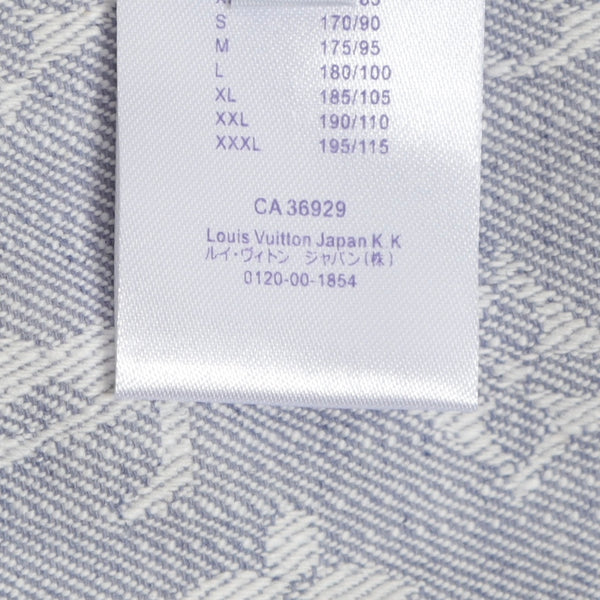 S 170/90
M 175/95
L 180/100
XL 185/105
XXL 190/110
XXXL 195/115
CA 36929
Louis Vuitton Japan K.K
ルイ・ヴィトン ジャパン(株)
0120-00-1854